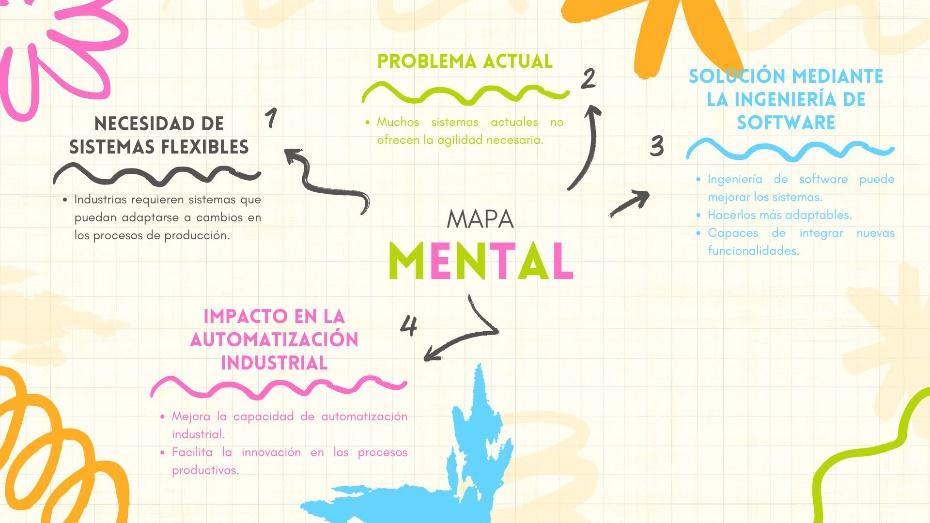 MAPA
MENTAL
1
NECESIDAD DE
SISTEMAS FLEXIBLES
• Industrias requieren sistemas que
puedan adaptarse a cambios en
los procesos de producción.
2
PROBLEMA ACTUAL
• Muchos sistemas actuales no
ofrecen la agilidad necesaria.
3
SOLUCIÓN MEDIANTE
LA INGENIERÍA DE
SOFTWARE
• Ingeniería de software puede
mejorar los sistemas.
• Hacerlos más adaptables.
• Capaces de integrar nuevas
funcionalidades.
4
IMPACTO EN LA
AUTOMATIZACIÓN
INDUSTRIAL
• Mejora la capacidad de automatización
industrial.
• Facilita la innovación en los procesos
productivos.